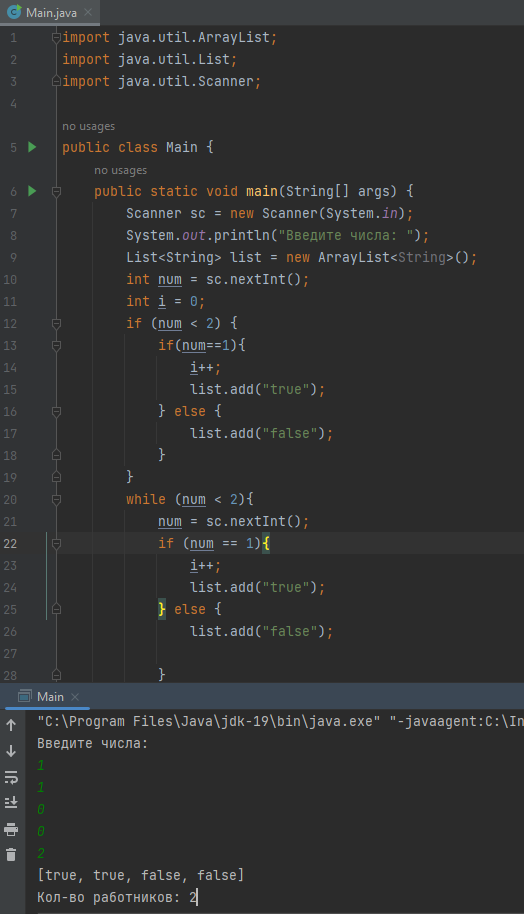 Main.java
1 import java.util.ArrayList;
2 import java.util.List;
3 import java.util.Scanner;
4
no usages
5 public class Main {
no usages
6 public static void main(String[] args) {
7 Scanner sc = new Scanner(System.in);
8 System.out.println("Введите числа: ");
9 List<String> list = new ArrayList<String>();
10 int num = sc.nextInt();
11 int i = 0;
12 if (num < 2) {
13 if(num==1){
14 i++;
15 list.add("true");
16 } else {
17 list.add("false");
18 }
19 }
20 while (num < 2){
21 num = sc.nextInt();
22 if (num == 1){
23 i++;
24 list.add("true");
25 } else {
26 list.add("false");
27
28 }
Main
"C:\Program Files\Java\jdk-19\bin\java.exe" "-javaagent:C:\In
Введите числа:
1
1
0
0
2
[true, true, false, false]
Кол-во работников: 2